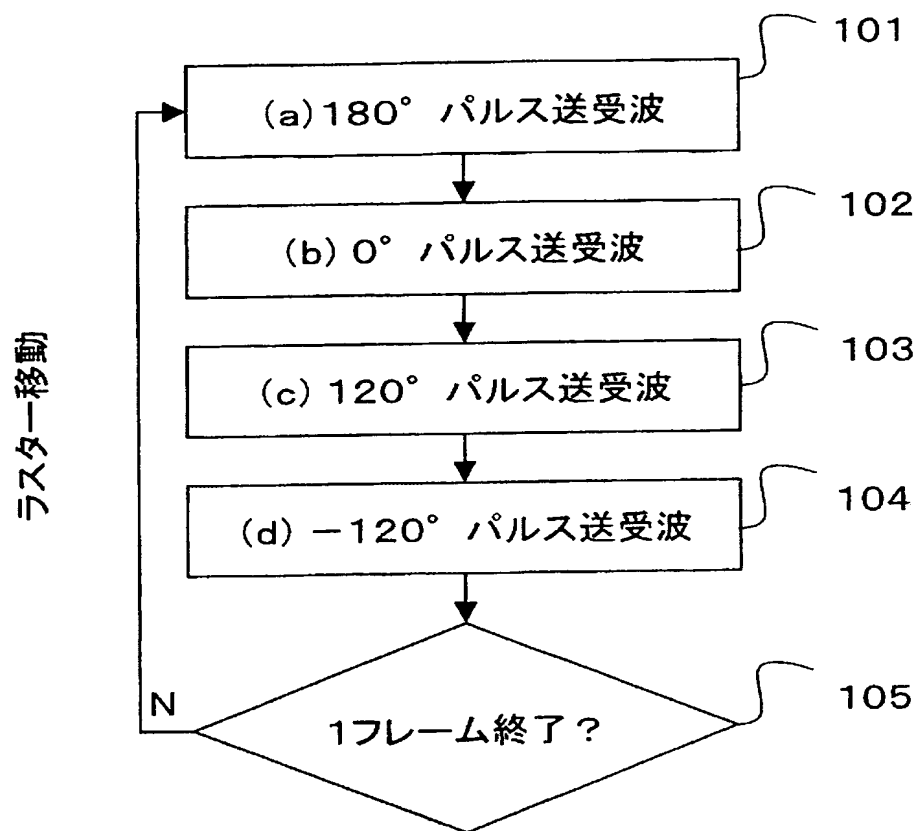 101
(a)180° パルス送受波
102
(b) 0° パルス送受波
103
(c) 120° パルス送受波
104
(d) －120° パルス送受波
ラスター移動
N
105
1フレーム終了？